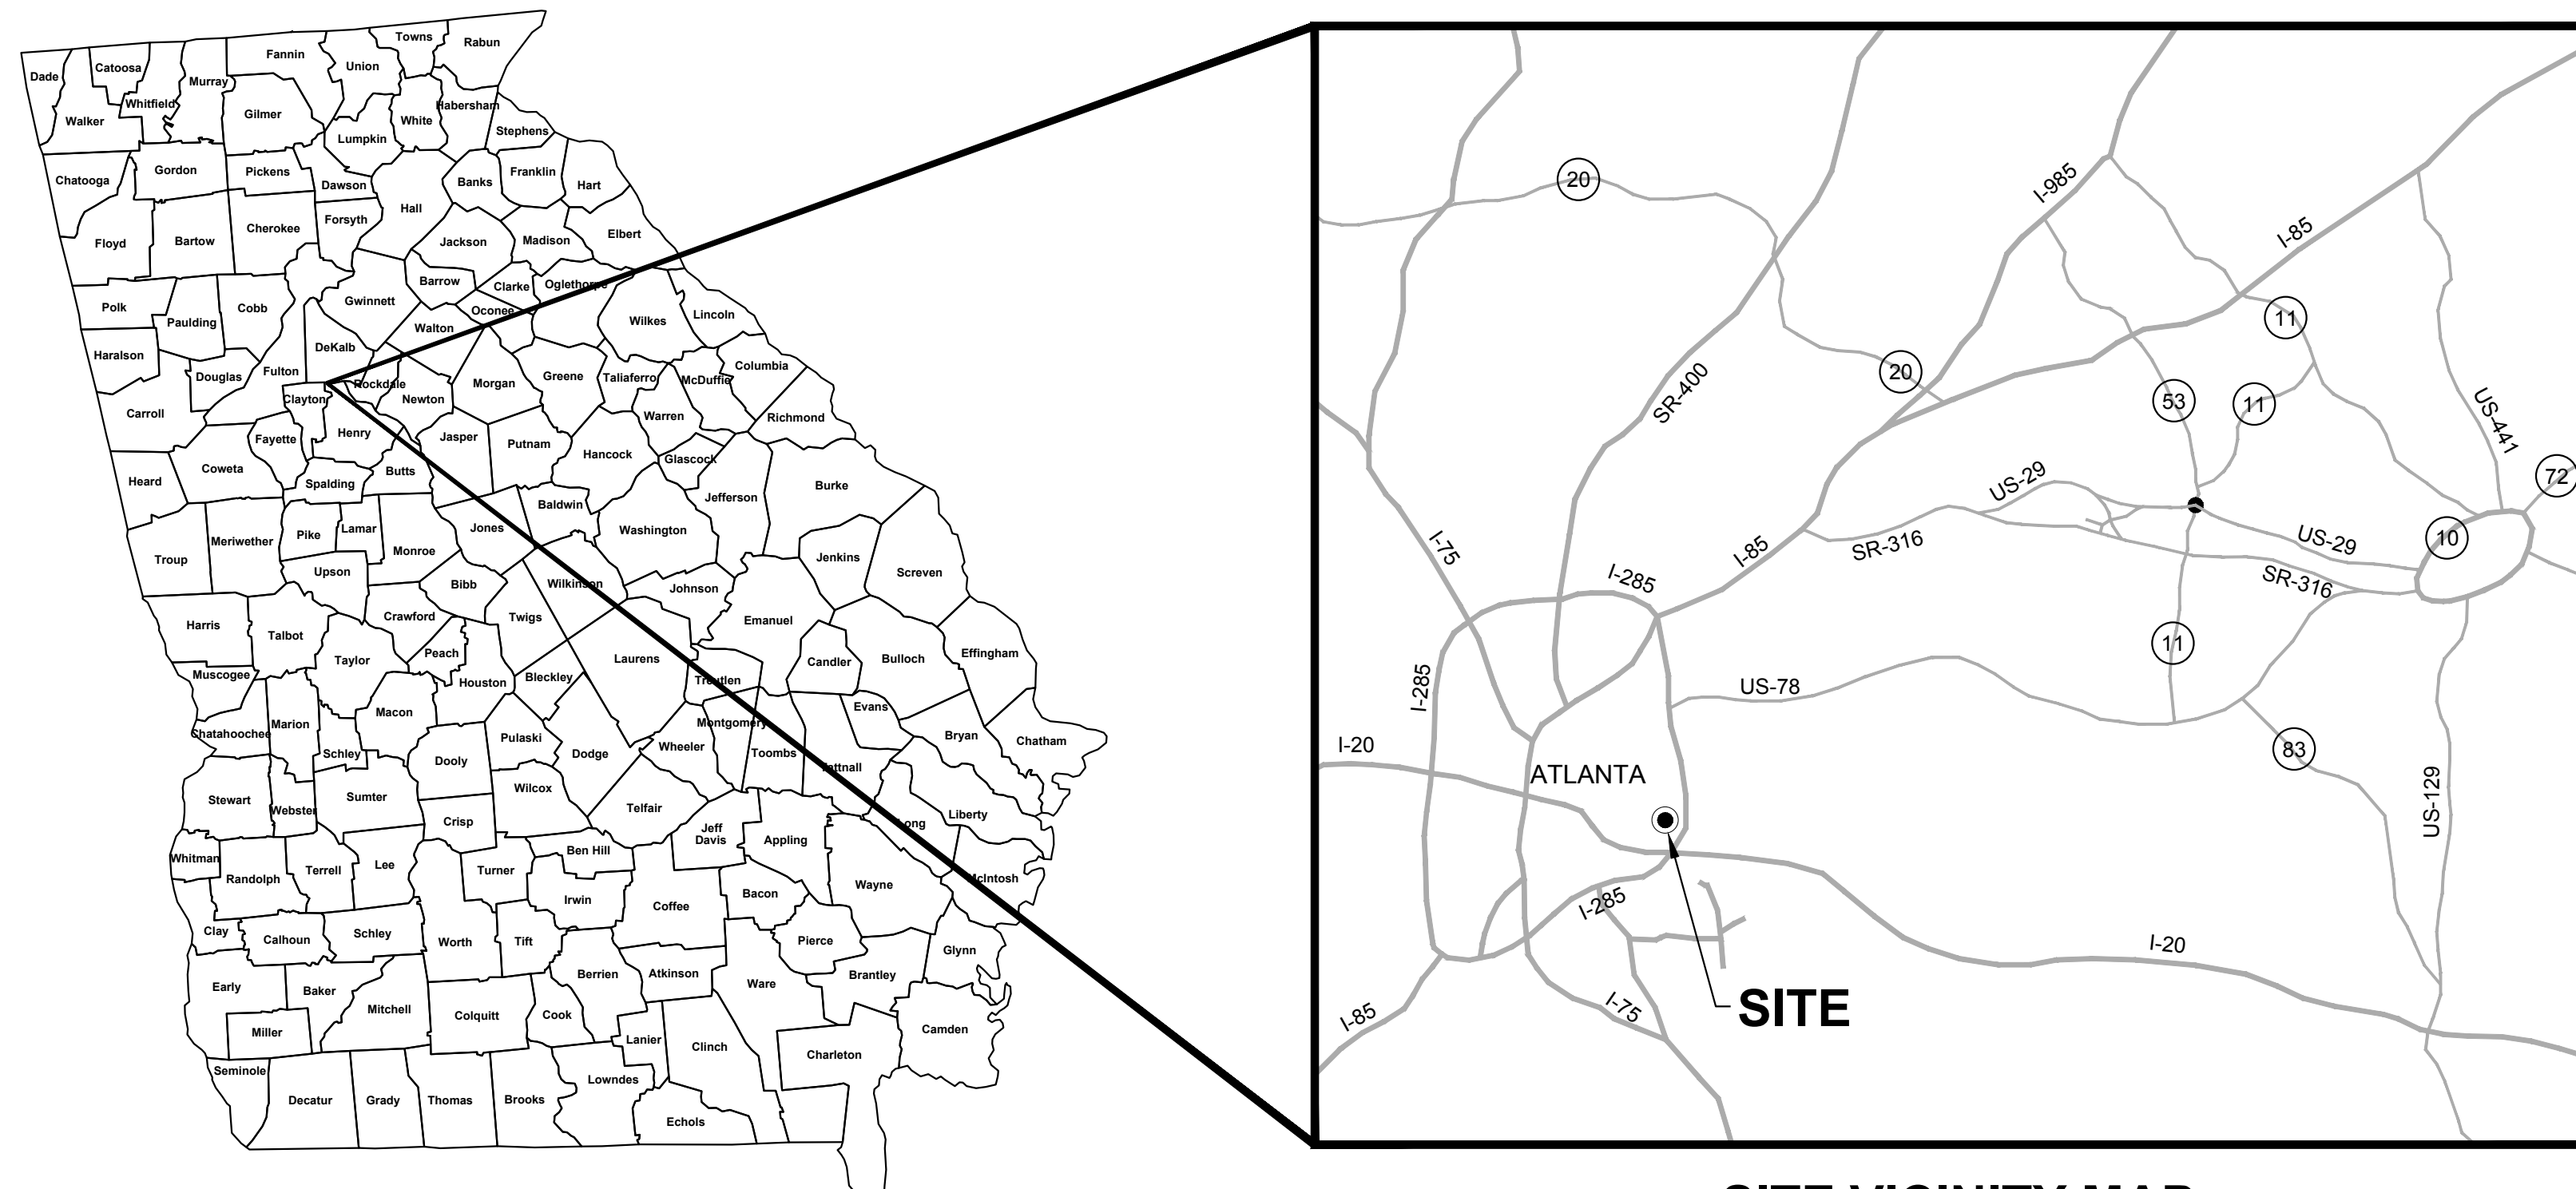 Towns
Rabun
Fannin
Union
Catoosa
Dade
Murray
Whitfield
Habersham
Gilmer
White
Walker
Stephens
Lumpkin
Gordon
Pickens
Franklin
Chatooga
Banks
Dawson
Hart
Hall
Forsyth
Cherokee
Elbert
Floyd
Bartow
Jackson
Madison
Barrow
Clarke
Oglethorpe
Gwinnett
Polk
Cobb
Oconee
Lincoln
Paulding
Wilkes
Walton
DeKalb
Haralson
Columbia
Fulton
Douglas
Greene
Taliaferro
McDuffie
Rockdale
Morgan
Clayton
Newton
Carroll
Warren
Richmond
Henry
Fayette
Jasper
Putnam
Hancock
Glascock
Coweta
Butts
Heard
Spalding
Burke
Jefferson
Baldwin
Jones
Lamar
Washington
Pike
Meriwether
Monroe
Jenkins
Troup
Upson
Screven
Bibb
Wilkinson
Johnson
Crawford
Twigs
Emanuel
Harris
Talbot
Peach
Effingham
Taylor
Laurens
Candler
Bulloch
Muscogee
Bleckley
Treutlen
Houston
Evans
Macon
Marion
Montgomery
Chatahoochee
Bryan
Pulaski
Chatham
Wheeler
Schley
Dodge
Toombs
Dooly
Tattnall
Wilcox
Sumter
Stewart
Telfair
Webster
Liberty
Crisp
Long
Jeff
Davis
Appling
Ben Hill
Whitman
Lee
Terrell
Turner
Randolph
McIntosh
Wayne
Bacon
Irwin
Coffee
Clay
Schley
Calhoun
Worth
Tift
Pierce
Glynn
Berrien
Atkinson
Brantley
Ware
Early
Baker
Mitchell
Colquitt
Cook
Camden
Miller
Lanier
Clinch
Charleton
Seminole
Lowndes
Decatur
Grady
Thomas
Brooks
Echols
20
I-985
I-85
11
20
SR-400
53
11
US-441
72
US-29
I-75
I-85
SR-316
US-29
10
I-285
SR-316
11
I-285
US-78
I-20
83
ATLANTA
US-129
I-285
I-20
I-85
I-75
SITE
SITE VICINITY MAP